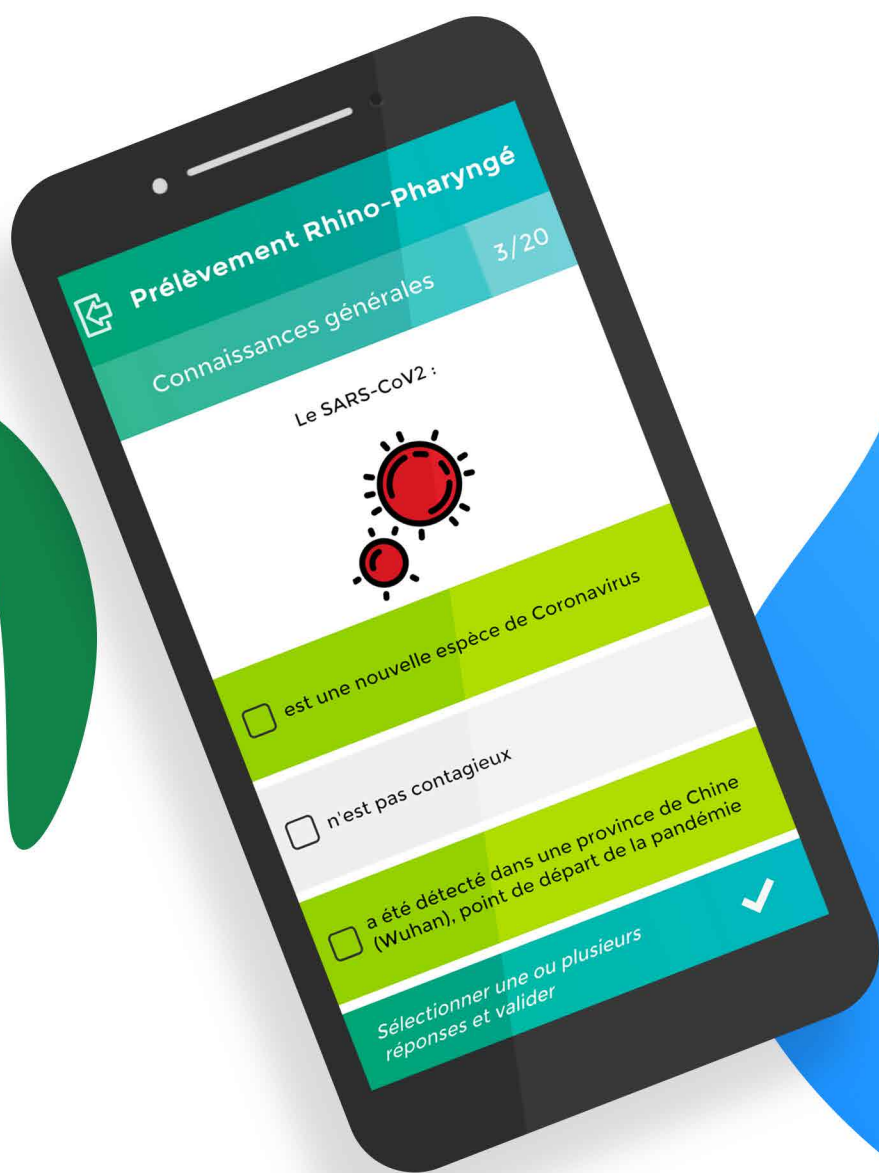 Prélèvement Rhino-Pharyngé
Connaissances générales
3/20
Le SARS-CoV2 :
est une nouvelle espèce de Coronavirus
n'est pas contagieux
a été détecté dans une province de Chine
(Wuhan), point de départ de la pandémie
Sélectionner une ou plusieurs
réponses et valider